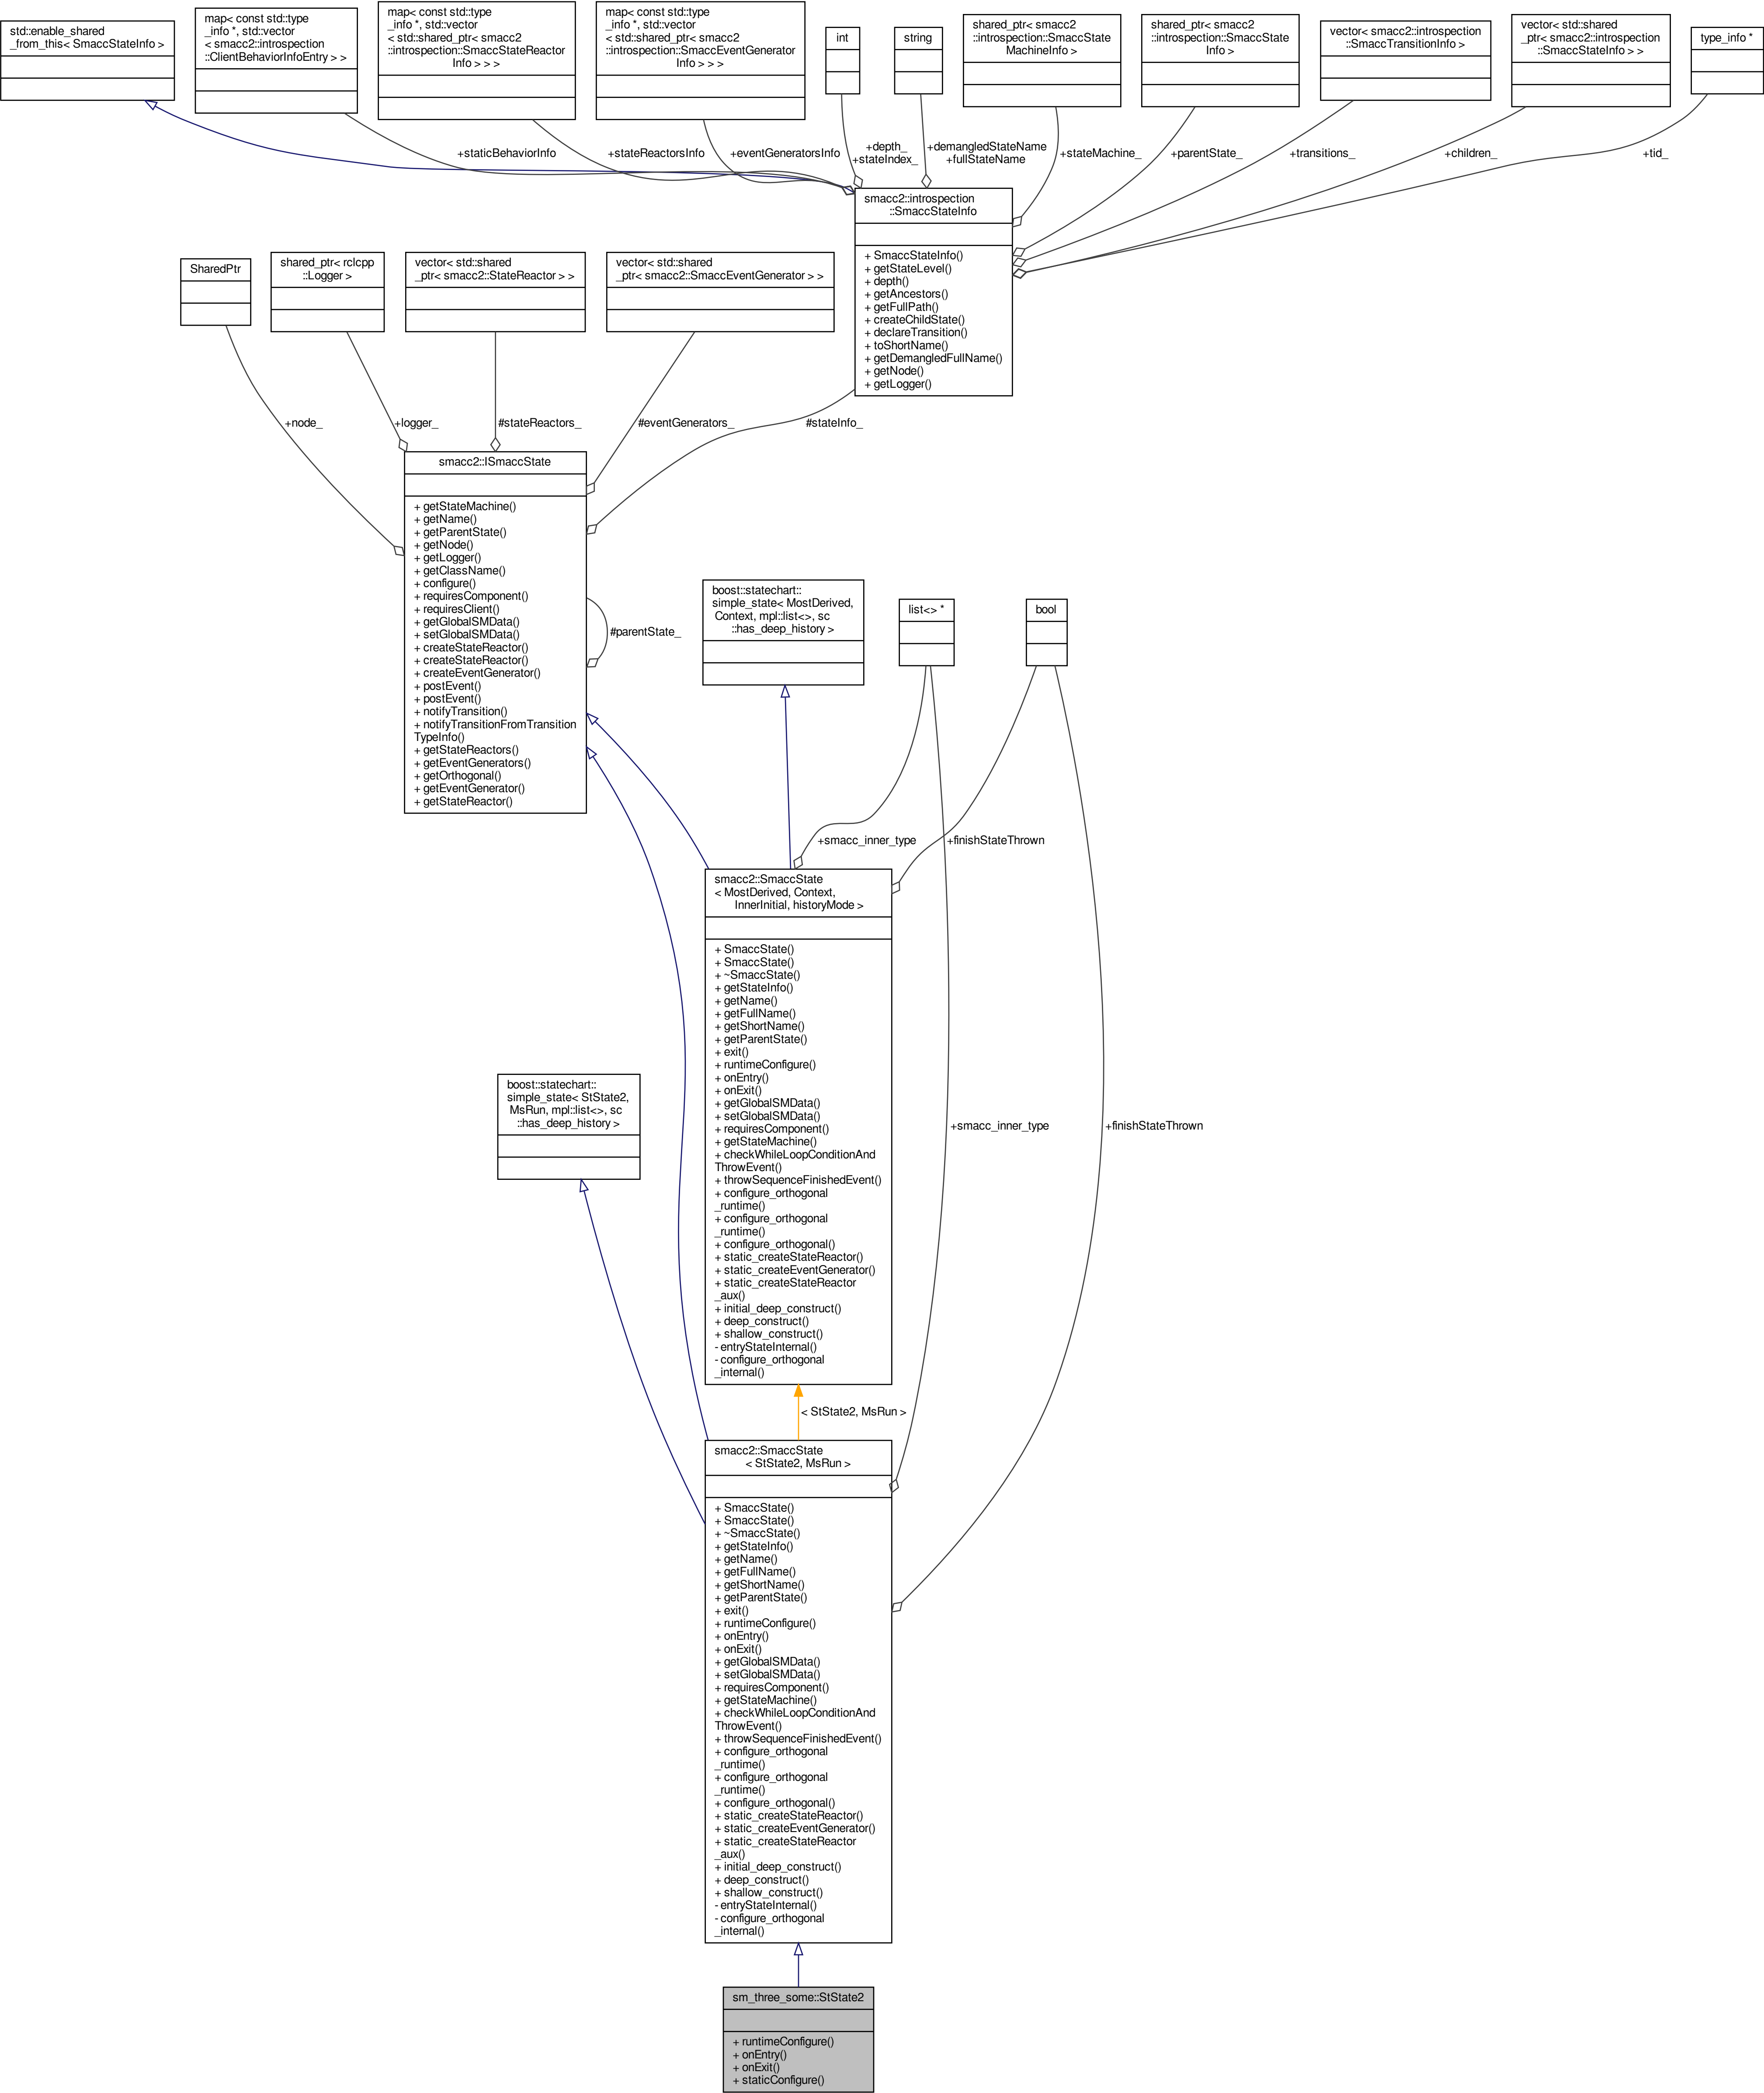 std::enable_shared
_from_this< SmaccStateInfo >
map< const std::type
_info *, std::vector
< smacc2::introspection
::ClientBehaviorInfoEntry > >
map< const std::type
_info *, std::vector
< std::shared_ptr< smacc2
::introspection::SmaccStateReactor
Info > > >
map< const std::type
_info *, std::vector
< std::shared_ptr< smacc2
::introspection::SmaccEventGenerator
Info > > >
int
string
shared_ptr< smacc2
::introspection::SmaccState
MachineInfo >
shared_ptr< smacc2
::introspection::SmaccState
Info >
vector< smacc2::introspection
::SmaccTransitionInfo >
vector< std::shared
_ptr< smacc2::introspection
::SmaccStateInfo > >
type_info *
+staticBehaviorInfo
+stateReactorsInfo
+eventGeneratorsInfo
+depth_
+stateIndex_
+demangledStateName
+fullStateName
+stateMachine_
+parentState_
+transitions_
+children_
+tid_
smacc2::introspection
::SmaccStateInfo
+ SmaccStateInfo()
+ getStateLevel()
+ depth()
+ getAncestors()
+ getFullPath()
+ createChildState()
+ declareTransition()
+ toShortName()
+ getDemangledFullName()
+ getNode()
+ getLogger()
SharedPtr
shared_ptr< rclcpp
::Logger >
vector< std::shared
_ptr< smacc2::StateReactor > >
vector< std::shared
_ptr< smacc2::SmaccEventGenerator > >
+node_
+logger_
#stateReactors_
#eventGenerators_
#stateInfo_
smacc2::ISmaccState
+ getStateMachine()
+ getName()
+ getParentState()
+ getNode()
+ getLogger()
+ getClassName()
+ configure()
+ requiresComponent()
+ requiresClient()
+ getGlobalSMData()
+ setGlobalSMData()
+ createStateReactor()
+ createStateReactor()
+ createEventGenerator()
+ postEvent()
+ postEvent()
+ notifyTransition()
+ notifyTransitionFromTransition
TypeInfo()
+ getStateReactors()
+ getEventGenerators()
+ getOrthogonal()
+ getEventGenerator()
+ getStateReactor()
#parentState_
boost::statechart::
simple_state< MostDerived,
Context, mpl::list<>, sc
::has_deep_history >
list<> *
bool
+smacc_inner_type
+finishStateThrown
smacc2::SmaccState
< MostDerived, Context,
InnerInitial, historyMode >
+ SmaccState()
+ SmaccState()
+ ~SmaccState()
+ getStateInfo()
+ getName()
+ getFullName()
+ getShortName()
+ getParentState()
+ exit()
+ runtimeConfigure()
+ onEntry()
+ onExit()
+ getGlobalSMData()
+ setGlobalSMData()
+ requiresComponent()
+ getStateMachine()
+ checkWhileLoopConditionAnd
ThrowEvent()
+ throwSequenceFinishedEvent()
+ configure_orthogonal
_runtime()
+ configure_orthogonal
_runtime()
+ configure_orthogonal()
+ static_createStateReactor()
+ static_createEventGenerator()
+ static_createStateReactor
_aux()
+ initial_deep_construct()
+ deep_construct()
+ shallow_construct()
- entryStateInternal()
- configure_orthogonal
_internal()
boost::statechart::
simple_state< StState2,
MsRun, mpl::list<>, sc
::has_deep_history >
+smacc_inner_type
+finishStateThrown
< StState2, MsRun >
smacc2::SmaccState
< StState2, MsRun >
+ SmaccState()
+ SmaccState()
+ ~SmaccState()
+ getStateInfo()
+ getName()
+ getFullName()
+ getShortName()
+ getParentState()
+ exit()
+ runtimeConfigure()
+ onEntry()
+ onExit()
+ getGlobalSMData()
+ setGlobalSMData()
+ requiresComponent()
+ getStateMachine()
+ checkWhileLoopConditionAnd
ThrowEvent()
+ throwSequenceFinishedEvent()
+ configure_orthogonal
_runtime()
+ configure_orthogonal
_runtime()
+ configure_orthogonal()
+ static_createStateReactor()
+ static_createEventGenerator()
+ static_createStateReactor
_aux()
+ initial_deep_construct()
+ deep_construct()
+ shallow_construct()
- entryStateInternal()
- configure_orthogonal
_internal()
sm_three_some::StState2
+ runtimeConfigure()
+ onEntry()
+ onExit()
+ staticConfigure()